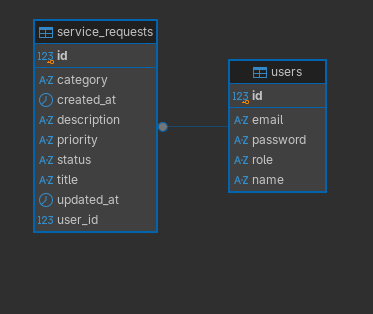 service_requests
123 id
A-Z category
created_at
A-Z description
A-Z priority
A-Z status
A-Z title
updated_at
123 user_id
users
123 id
A-Z email
A-Z password
A-Z role
A-Z name